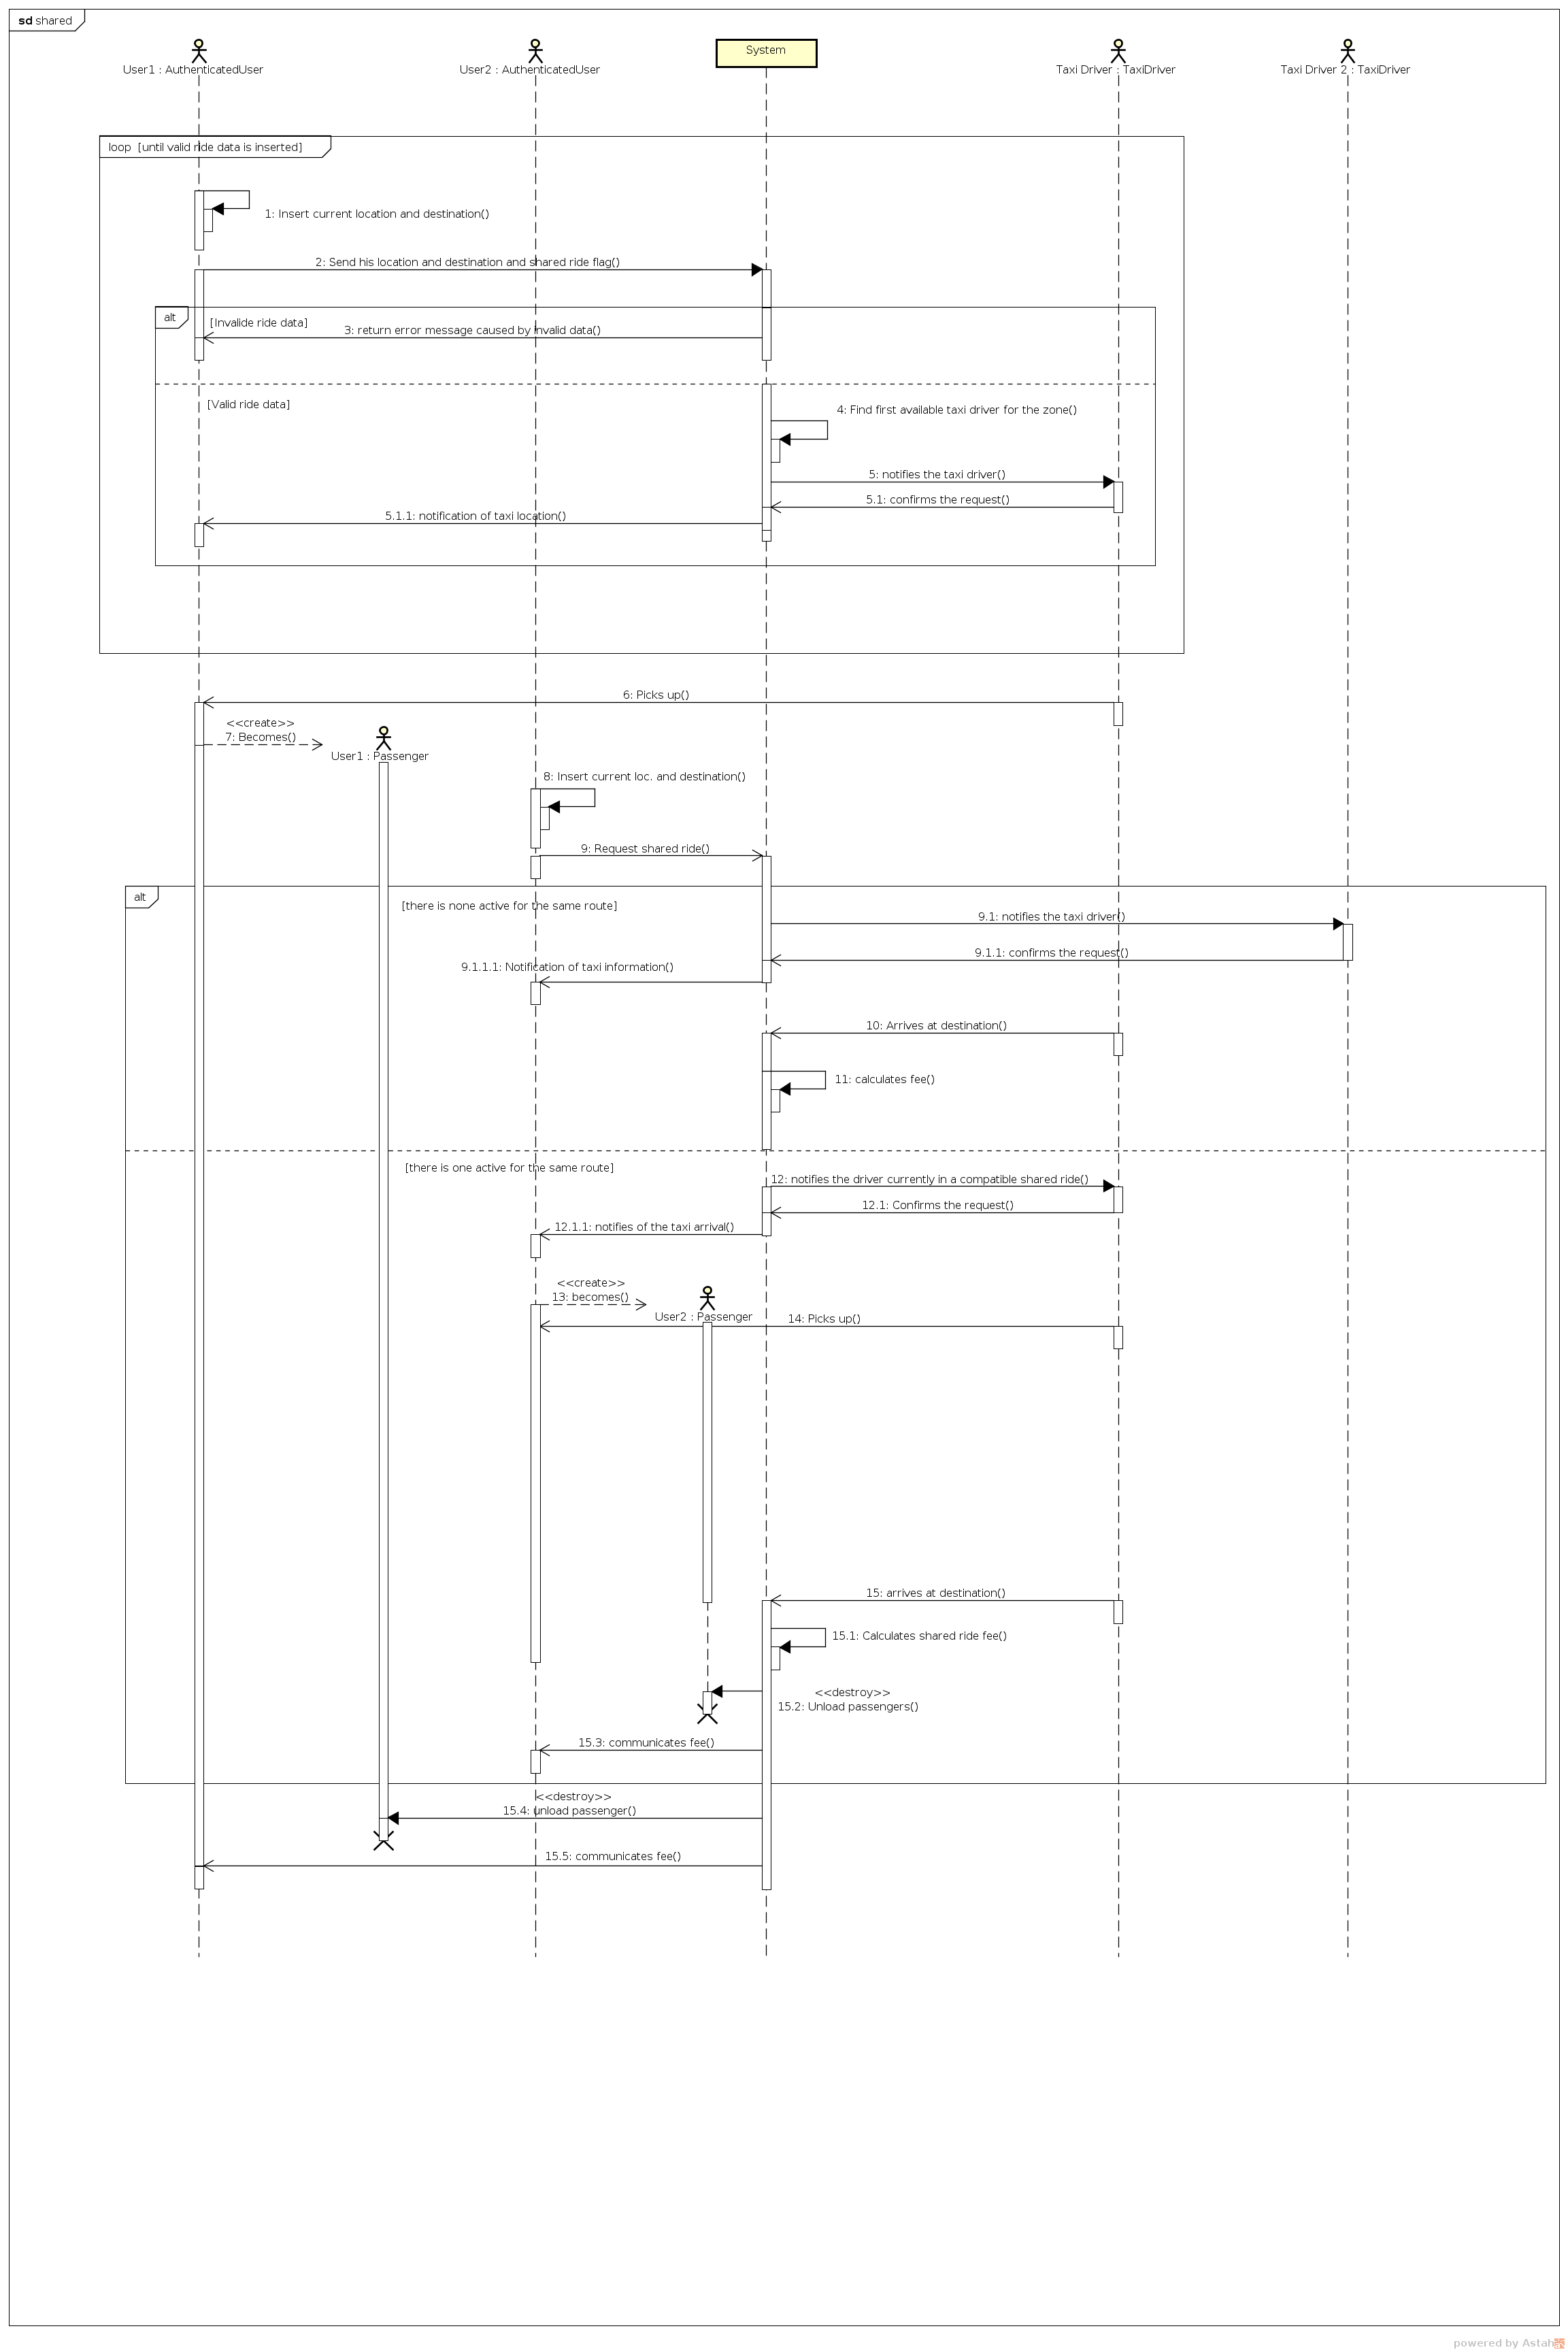 sd shared
User1 : AuthenticatedUser
User2 : AuthenticatedUser
System
Taxi Driver : TaxiDriver
Taxi Driver 2 : TaxiDriver
loop [until valid ride data is inserted]
1: Insert current location and destination()
2: Send his location and destination and shared ride flag()
alt
[Invalide ride data]
3: return error message caused by invalid data()
[Valid ride data]
4: Find first available taxi driver for the zone()
5: notifies the taxi driver()
5.1: confirms the request()
5.1.1: notification of taxi location()
6: Picks up()
<<create>>
7: Becomes()
User1 : Passenger
8: Insert current loc. and destination()
9: Request shared ride()
alt
[there is none active for the same route]
9.1: notifies the taxi driver()
9.1.1: confirms the request()
9.1.1.1: Notification of taxi information()
10: Arrives at destination()
11: calculates fee()
[there is one active for the same route]
12: notifies the driver currently in a compatible shared ride()
12.1: Confirms the request()
12.1.1: notifies of the taxi arrival()
<<create>>
13: becomes()
User2 : Passenger
14: Picks up()
15: arrives at destination()
15.1: Calculates shared ride fee()
<<destroy>>
15.2: Unload passengers()
15.3: communicates fee()
<<destroy>>
15.4: unload passenger()
15.5: communicates fee()
powered by Astah